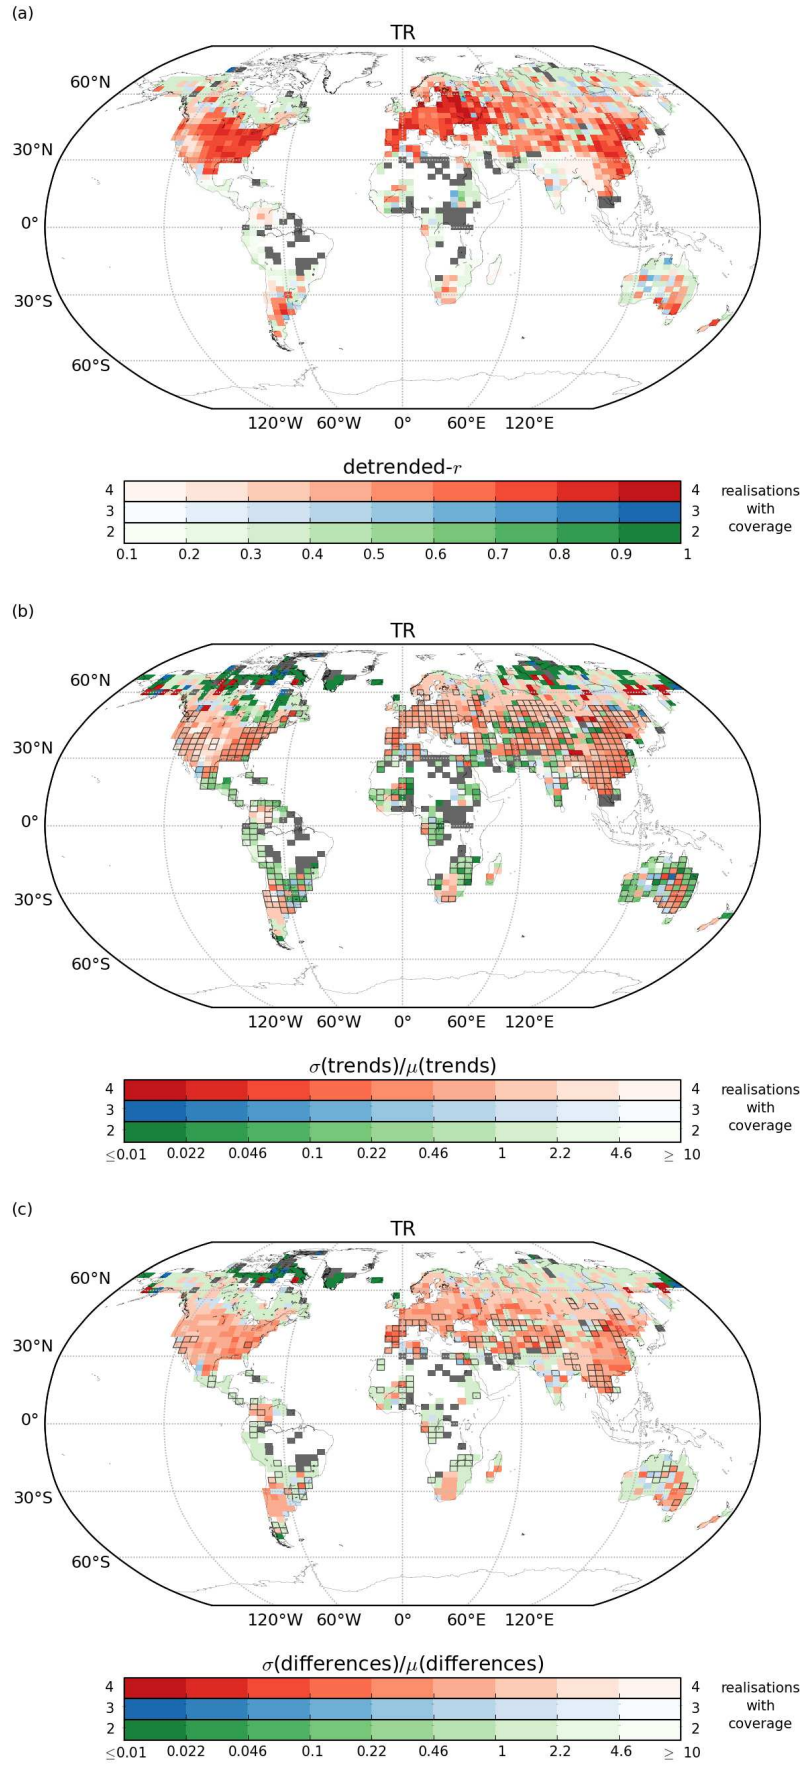 (a)
TR
60°N
30°N
0°
30°S
60°S
120°W 60°W 0° 60°E 120°E
detrended-r
4 4 realisations
3 3 with
2 2 coverage
0.1 0.2 0.3 0.4 0.5 0.6 0.7 0.8 0.9 1
(b)
TR
60°N
30°N
0°
30°S
60°S
120°W 60°W 0° 60°E 120°E
σ(trends)/μ(trends)
4 4 realisations
3 3 with
2 2 coverage
≤0.01 0.022 0.046 0.1 0.22 0.46 1 2.2 4.6 ≥ 10
(c)
TR
60°N
30°N
0°
30°S
60°S
120°W 60°W 0° 60°E 120°E
σ(differences)/μ(differences)
4 4 realisations
3 3 with
2 2 coverage
≤0.01 0.022 0.046 0.1 0.22 0.46 1 2.2 4.6 ≥ 10